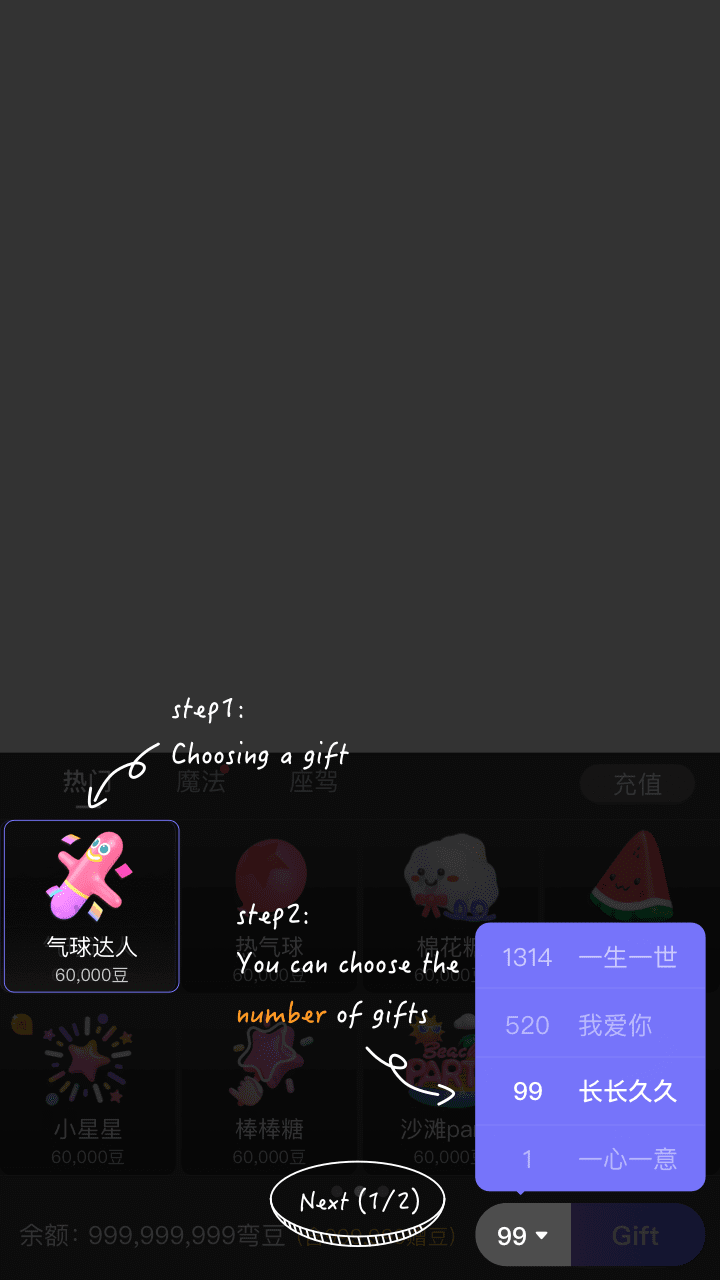 step1:
Choosing a gift
热门 魔法 座驾 充值
气球达人
60,000豆
热气球
棉花糖
step2:
You can choose the
number of gifts
小星星
60,000豆
棒棒糖
60,000豆
沙滩pa
60,000
1314 一生一世
520 我爱你
99 长长久久
1 一心一意
Next (1/2)
余额：999,999,999弯豆
99 Gift